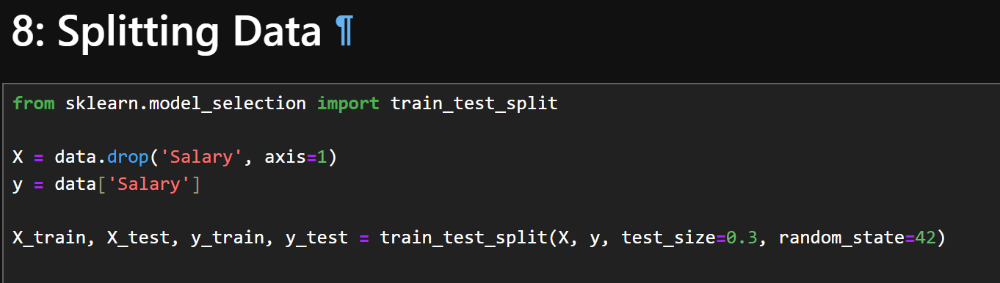 8: Splitting Data ¶
from sklearn.model_selection import train_test_split
X = data.drop('Salary', axis=1)
y = data['Salary']
X_train, X_test, y_train, y_test = train_test_split(X, y, test_size=0.3, random_state=42)